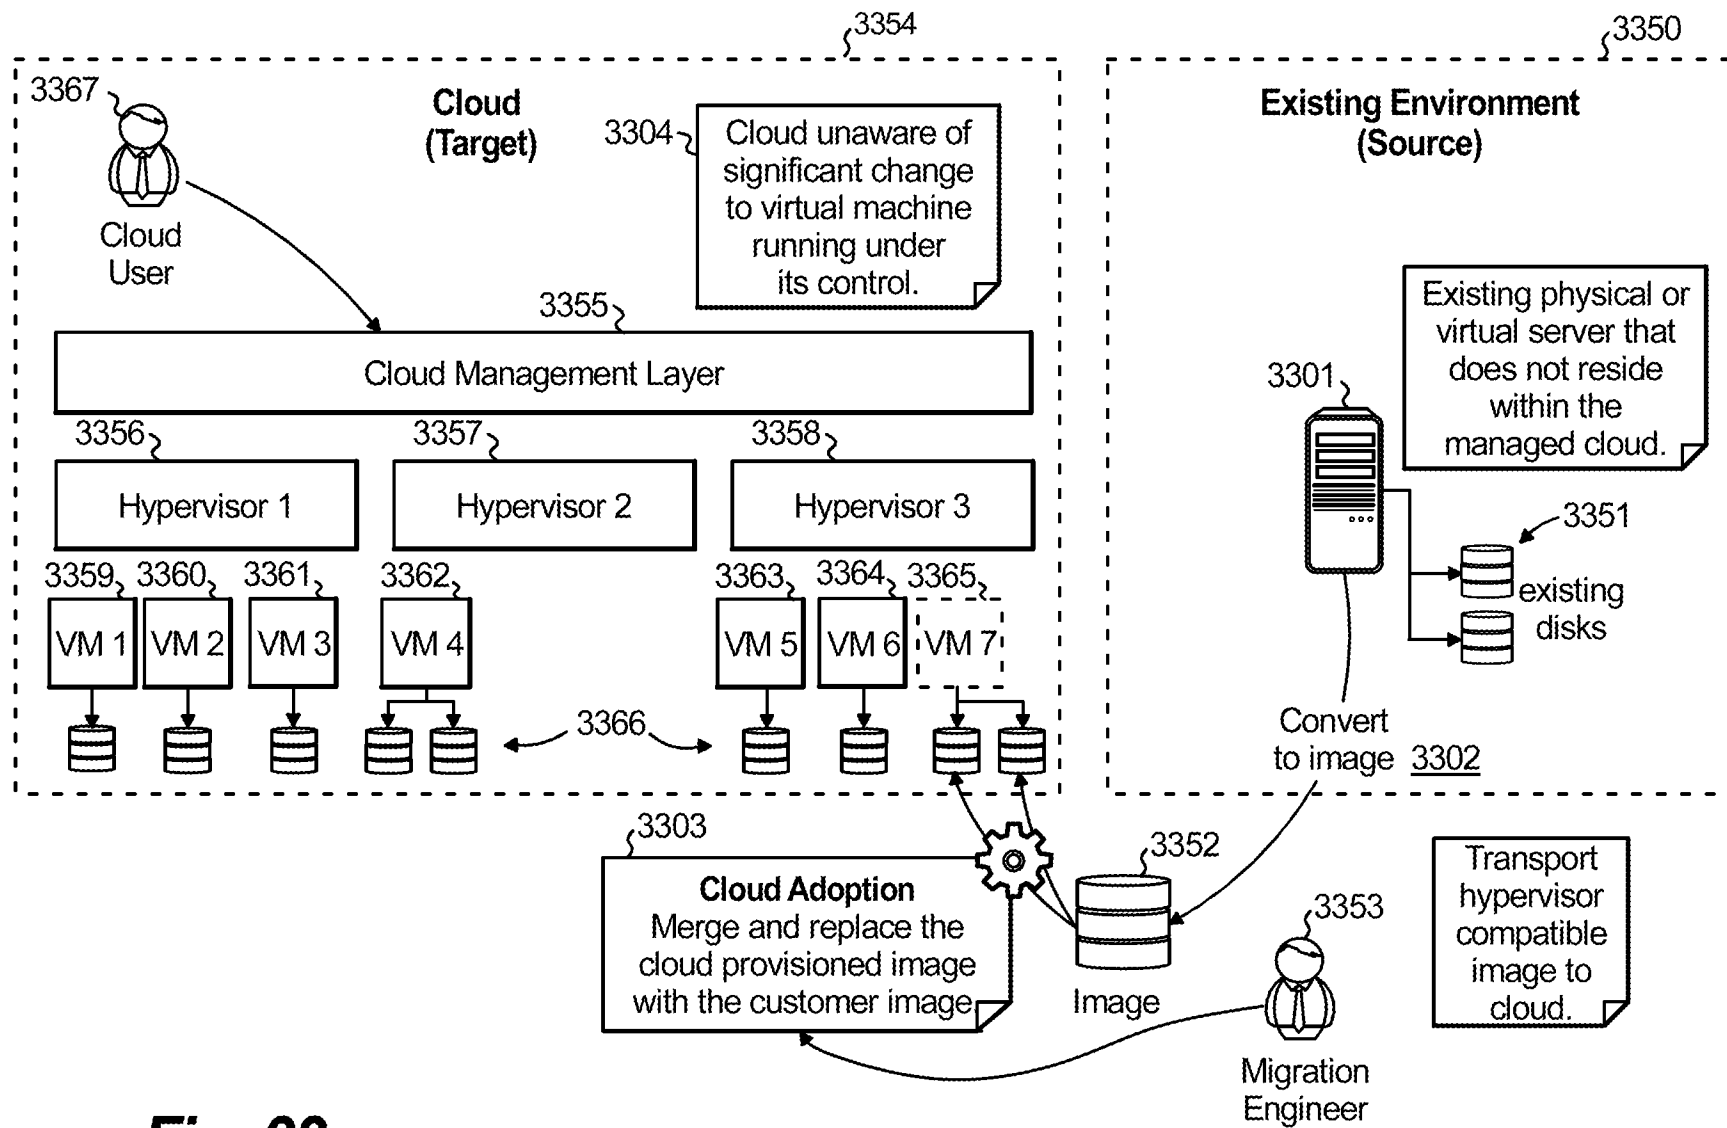 3354
3350
3367
Cloud
(Target)
3304
Cloud unaware of
significant change
to virtual machine
running under
its control.
Existing Environment
(Source)
Cloud
User
3355
Cloud Management Layer
Existing physical or
virtual server that
does not reside
within the
managed cloud.
3301
3356
3357
3358
Hypervisor 1
Hypervisor 2
Hypervisor 3
3351
existing
disks
3359
3360
3361
3362
3363
3364
3365
VM 1
VM 2
VM 3
VM 4
VM 5
VM 6
VM 7
3366
Convert
to image 3302
3303
Cloud Adoption
Merge and replace the
cloud provisioned image
with the customer image.
3352
Image
3353
Migration
Engineer
Transport
hypervisor
compatible
image to
cloud.